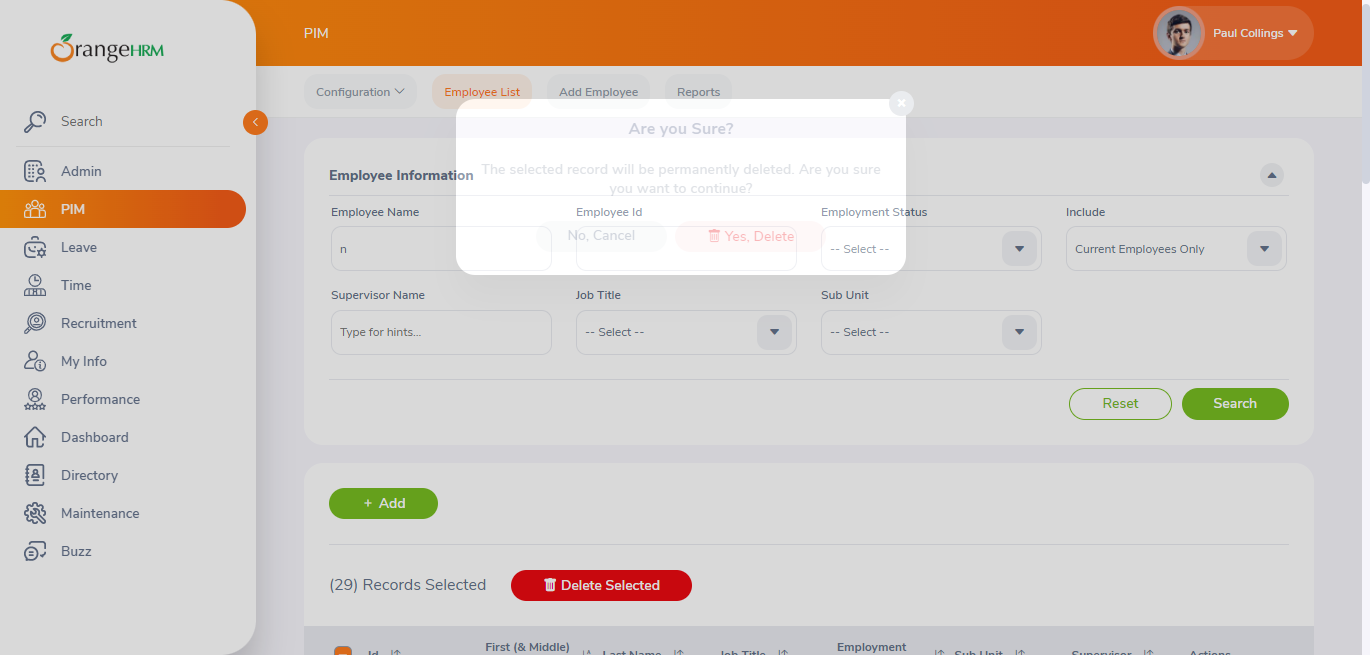 OrangeHRM
PIM
Paul Collings
Configuration
Employee List
Add Employee
Reports
Search
Admin
PIM
Leave
Time
Recruitment
My Info
Performance
Dashboard
Directory
Maintenance
Buzz
Are you Sure?
The selected record will be permanently deleted. Are you sure
you want to continue?
No, Cancel
Yes, Delete
Employee Information
Employee Name
Employee Id
Employment Status
Include
n
-- Select --
Current Employees Only
Supervisor Name
Job Title
Sub Unit
Type for hints...
-- Select --
-- Select --
Reset
Search
+ Add
(29) Records Selected
Delete Selected
Id
First (& Middle)
Last Name
Job Title
Employment
Sub Unit
Supervisor
Actions